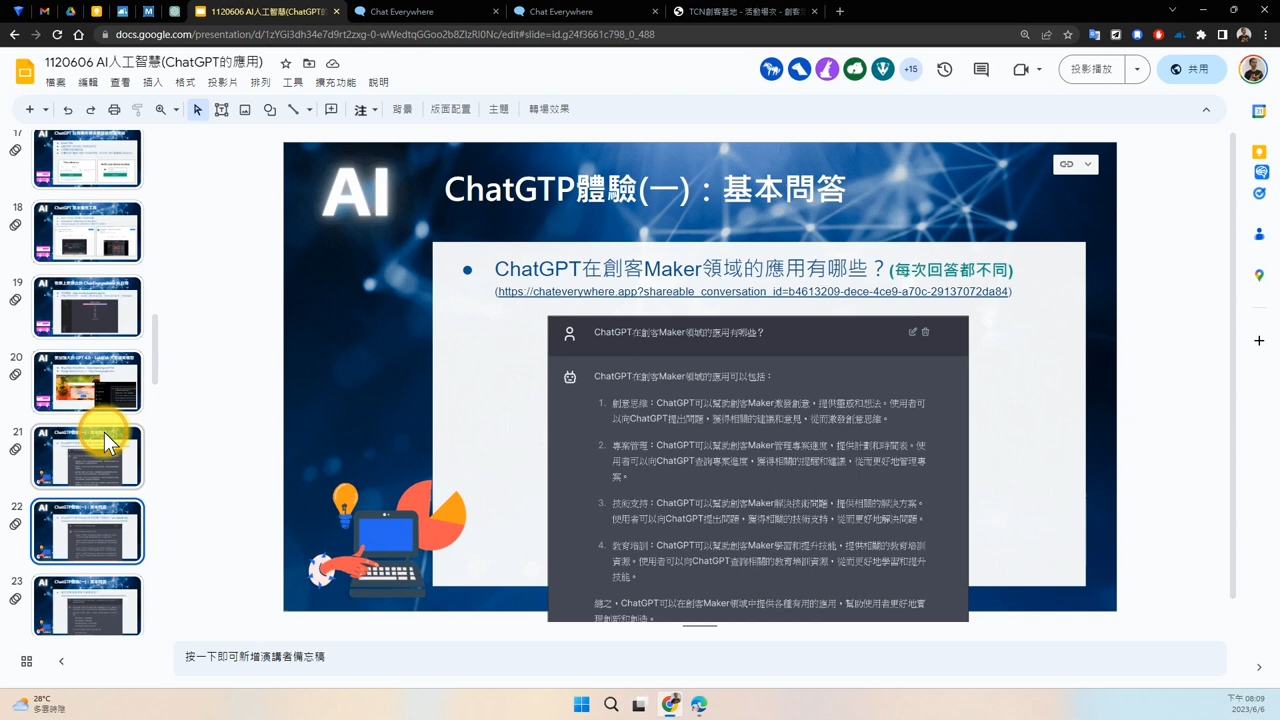 1120606 AI人工智慧(ChatGPT的應用)
Chat Everywhere
Chat Everywhere
TCN創客基地 - 活動場次 - 創客
docs.google.com/presentation/d/1zYGl3dh34e7d9rtzzxg-0-wWedtqGGoo2b8ZlzRI0Nc/edit#slide=id.g24f3661c798_0_488
1120606 AI人工智慧(ChatGPT的應用)
檔案 編輯 查看 插入 格式 投影片 排列 工具 擴充功能 說明
+15
投影播放
共用
背景 版面配置 主題 轉場效果
17
18
20
21
22
23
AI
ChatGPT體驗(一)：基本問答
ChatGPT在創客Maker領域的應用有哪些？(每次回答都不同)
ChatGPT在創客Maker領域的應用有哪些？
ChatGPT在創客Maker領域的應用可以包括：
1. 創意思維：ChatGPT可以幫助創客Maker激發創意，提供靈感和想法。使用者可
以向ChatGPT提出問題，獲得相關的建議和意見，從而激發創意思維。
2. 專案管理：ChatGPT可以幫助創客Maker管理專案進度，提供計劃和時間表。使
用者可以向ChatGPT查詢專案進度，獲得相關的提醒和建議，從而更好地管理專
案。
3. 技術支持：ChatGPT可以幫助創客Maker解決技術問題，提供相關的解決方案。
使用者可以向ChatGPT提出問題，獲得相關的技術支持，從而更好地解決問題。
4. 教育培訓：ChatGPT可以幫助創客Maker學習和提升技能，提供相關的教育培訓
資源。使用者可以向ChatGPT查詢相關的教育培訓資源，從而更好地學習和提升
技能。
總之，ChatGPT可以在創客Maker領域中提供多種有用的應用，幫助使用者更好地實
現創新和創造。
按一下即可新增演講者備忘稿
28°C
多雲時陰
下午 08:09
2023/6/6